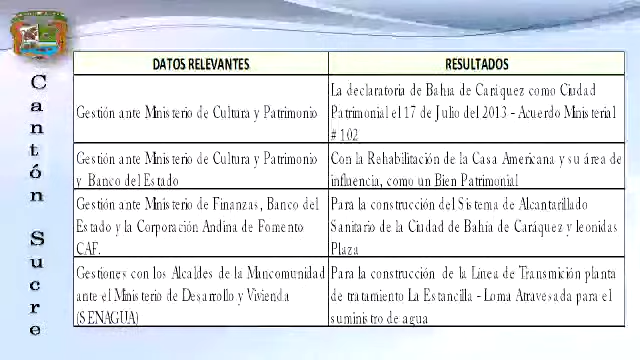 Cantón Sucre
DATOS RELEVANTES
RESULTADOS
Gestión ante Ministerio de Cultura y Patrimonio
La declaratoria de Bahia de Caráquez como Ciudad
Patrimonial el 17 de Julio del 2013 - Acuerdo Ministerial
# 102
Gestión ante Ministerio de Cultura y Patrimonio
y Banco del Estado
Con la Rehabilitación de la Casa Americana y su área de
influencia, como un Bien Patrimonial
Gestión ante Ministerio de Finanzas, Banco del
Estado y la Corporación Andina de Fomento
CAF.
Para la construcción del Sistema de Alcantarillado
Sanitario de la Ciudad de Bahía de Caráquez y leonidas
Plaza
Gestiones con los Alcaldes de la Mancomunidad
ante el Ministerio de Desarrollo y Vivienda
(SENAGUA)
Para la construcción de la Línea de Transmición planta
de tratamiento La Estancilla - Loma Atravesada para el
suministro de agua